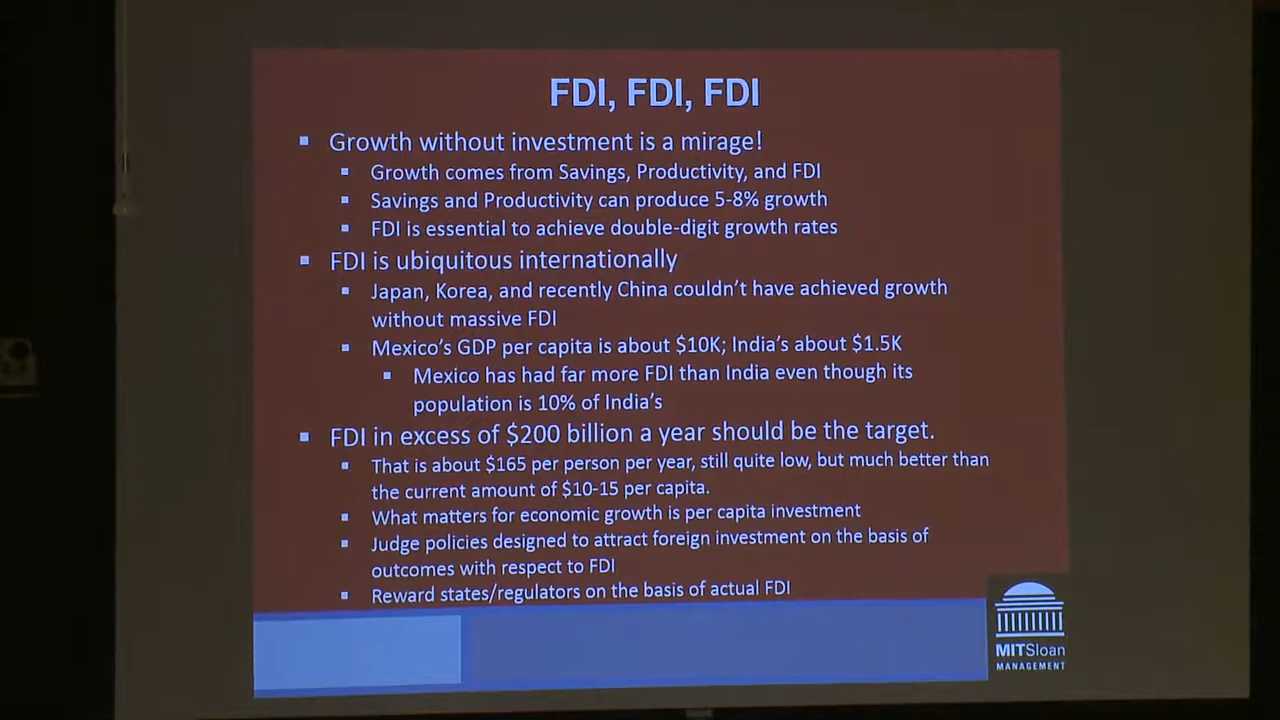 FDI, FDI, FDI
▪ Growth without investment is a mirage!
▪ Growth comes from Savings, Productivity, and FDI
▪ Savings and Productivity can produce 5-8% growth
▪ FDI is essential to achieve double-digit growth rates
▪ FDI is ubiquitous internationally
▪ Japan, Korea, and recently China couldn't have achieved growth
without massive FDI
▪ Mexico's GDP per capita is about $10K; India's about $1.5K
▪ Mexico has had far more FDI than India even though its
population is 10% of India's
▪ FDI in excess of $200 billion a year should be the target.
▪ That is about $165 per person per year, still quite low, but much better than
the current amount of $10-15 per capita.
▪ What matters for economic growth is per capita investment
▪ Judge policies designed to attract foreign investment on the basis of
outcomes with respect to FDI
▪ Reward states/regulators on the basis of actual FDI
MITSloan
MANAGEMENT